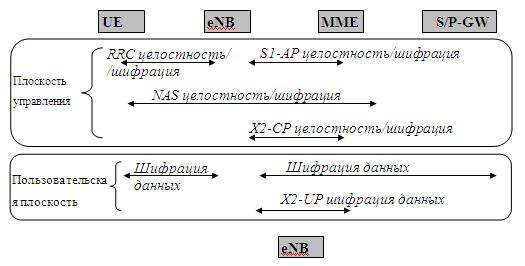 UE eNB MME S/P-GW
RRC целостность/ S1-AP целостность/шифрация
/шифрация
Плоскость
управления
NAS целостность/шифрация
X2-CP целостность/шифрация
Шифрация Шифрация данных
данных
Пользовательска
я плоскость
X2-UP шифрация данных
eNB